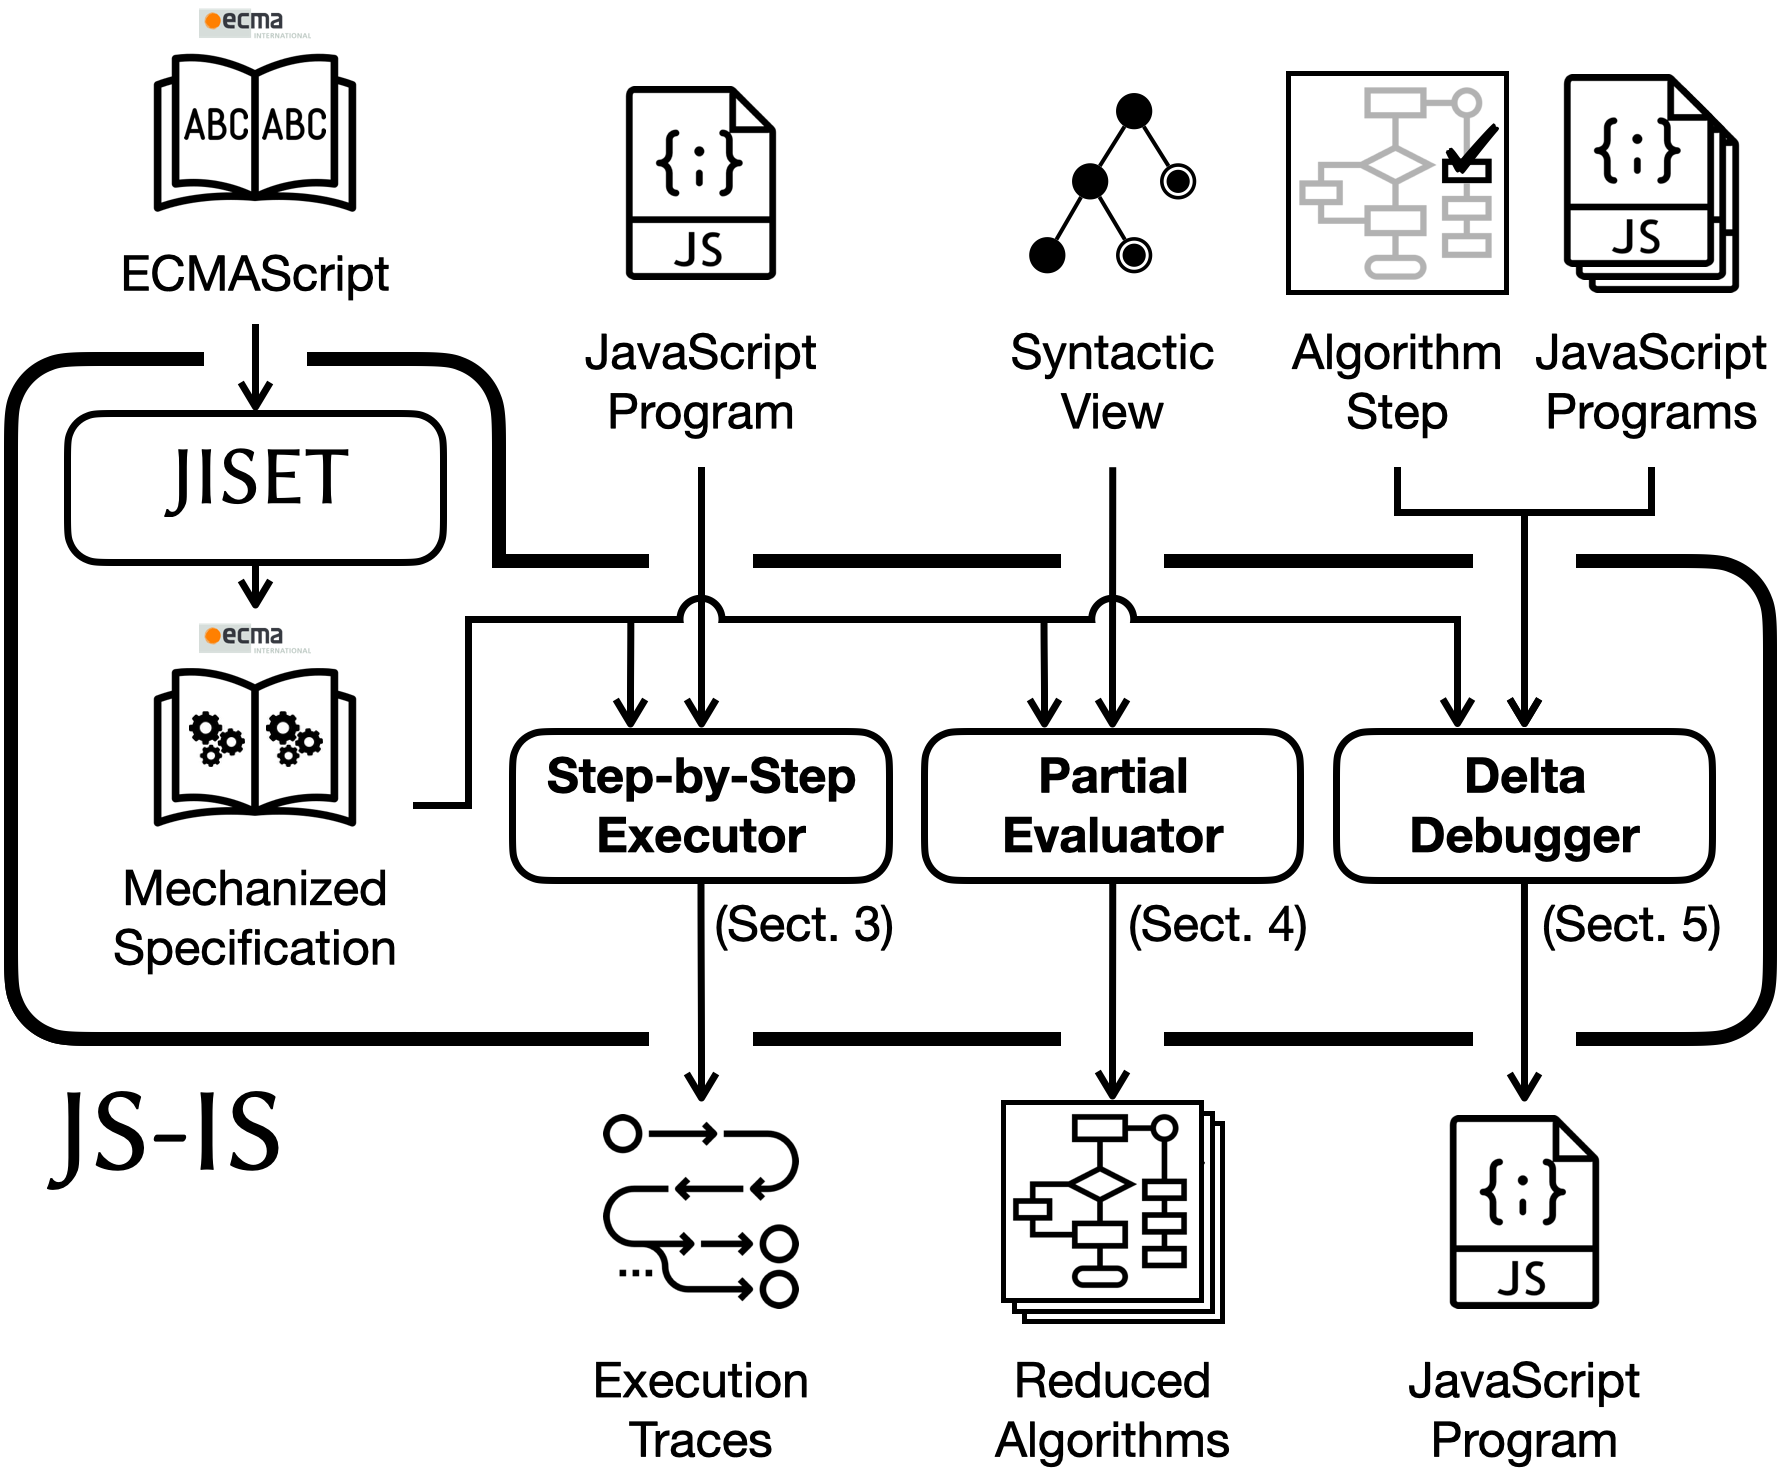 ecma
INTERNATIONAL
ABC ABC
ECMAScript
{;}
JS
JavaScript
Program
Syntactic
View
Algorithm
Step
{;}
JS
JavaScript
Programs
JISET
ecma
INTERNATIONAL
Mechanized
Specification
Step-by-Step
Executor
(Sect. 3)
Partial
Evaluator
(Sect. 4)
Delta
Debugger
(Sect. 5)
JS-IS
...
Execution
Traces
Reduced
Algorithms
{;}
JS
JavaScript
Program